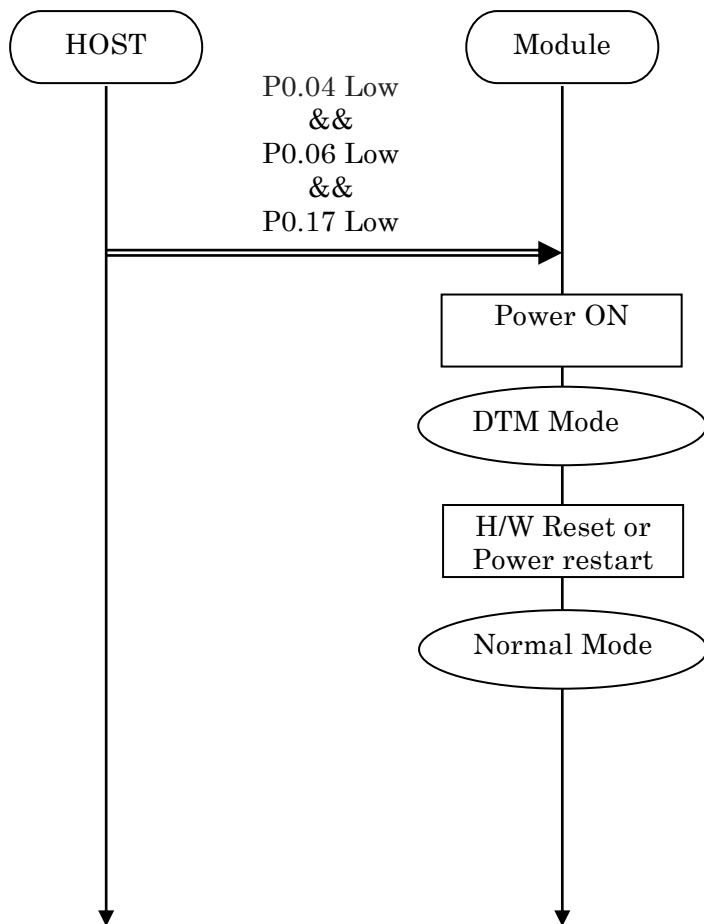 HOST
Module
P0.04 Low
&&
P0.06 Low
&&
P0.17 Low
Power ON
DTM Mode
H/W Reset or
Power restart
Normal Mode